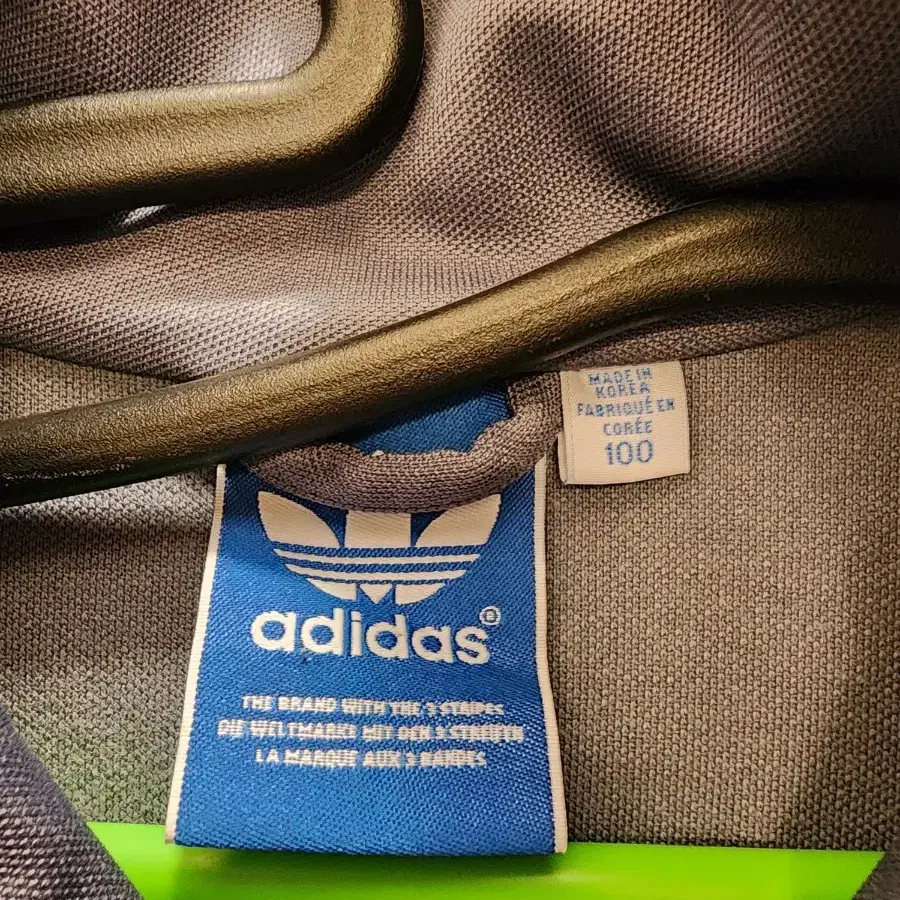 MADE IN
KOREA
FABRIQUÉ EN
CORÉE
100
adidas®
THE BRAND WITH THE 3 STRIPES
DIE WELTMARKE MIT DEN 3 STREIFEN
LA MARQUE AUX 3 BANDES